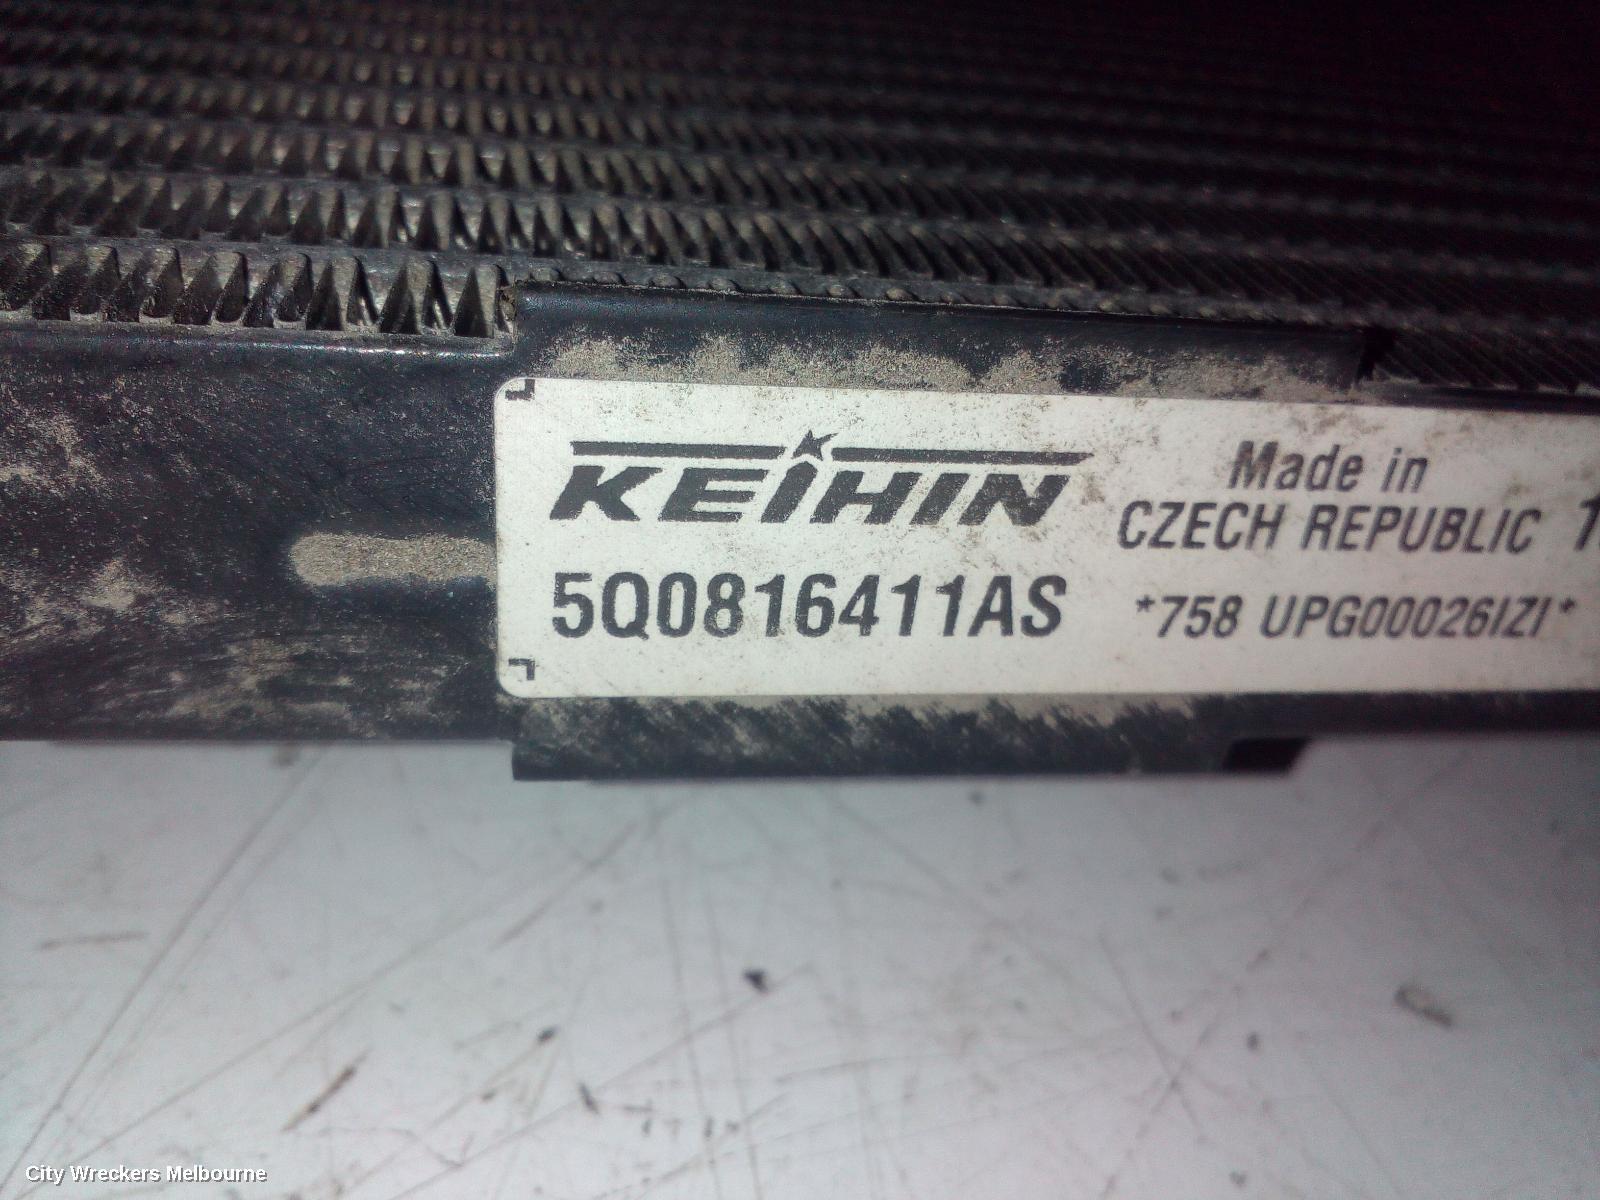 KEIHIN
Made in
CZECH REPUBLIC
5Q0816411AS
*758 UPG00026IZI*
City Wreckers Melbourne